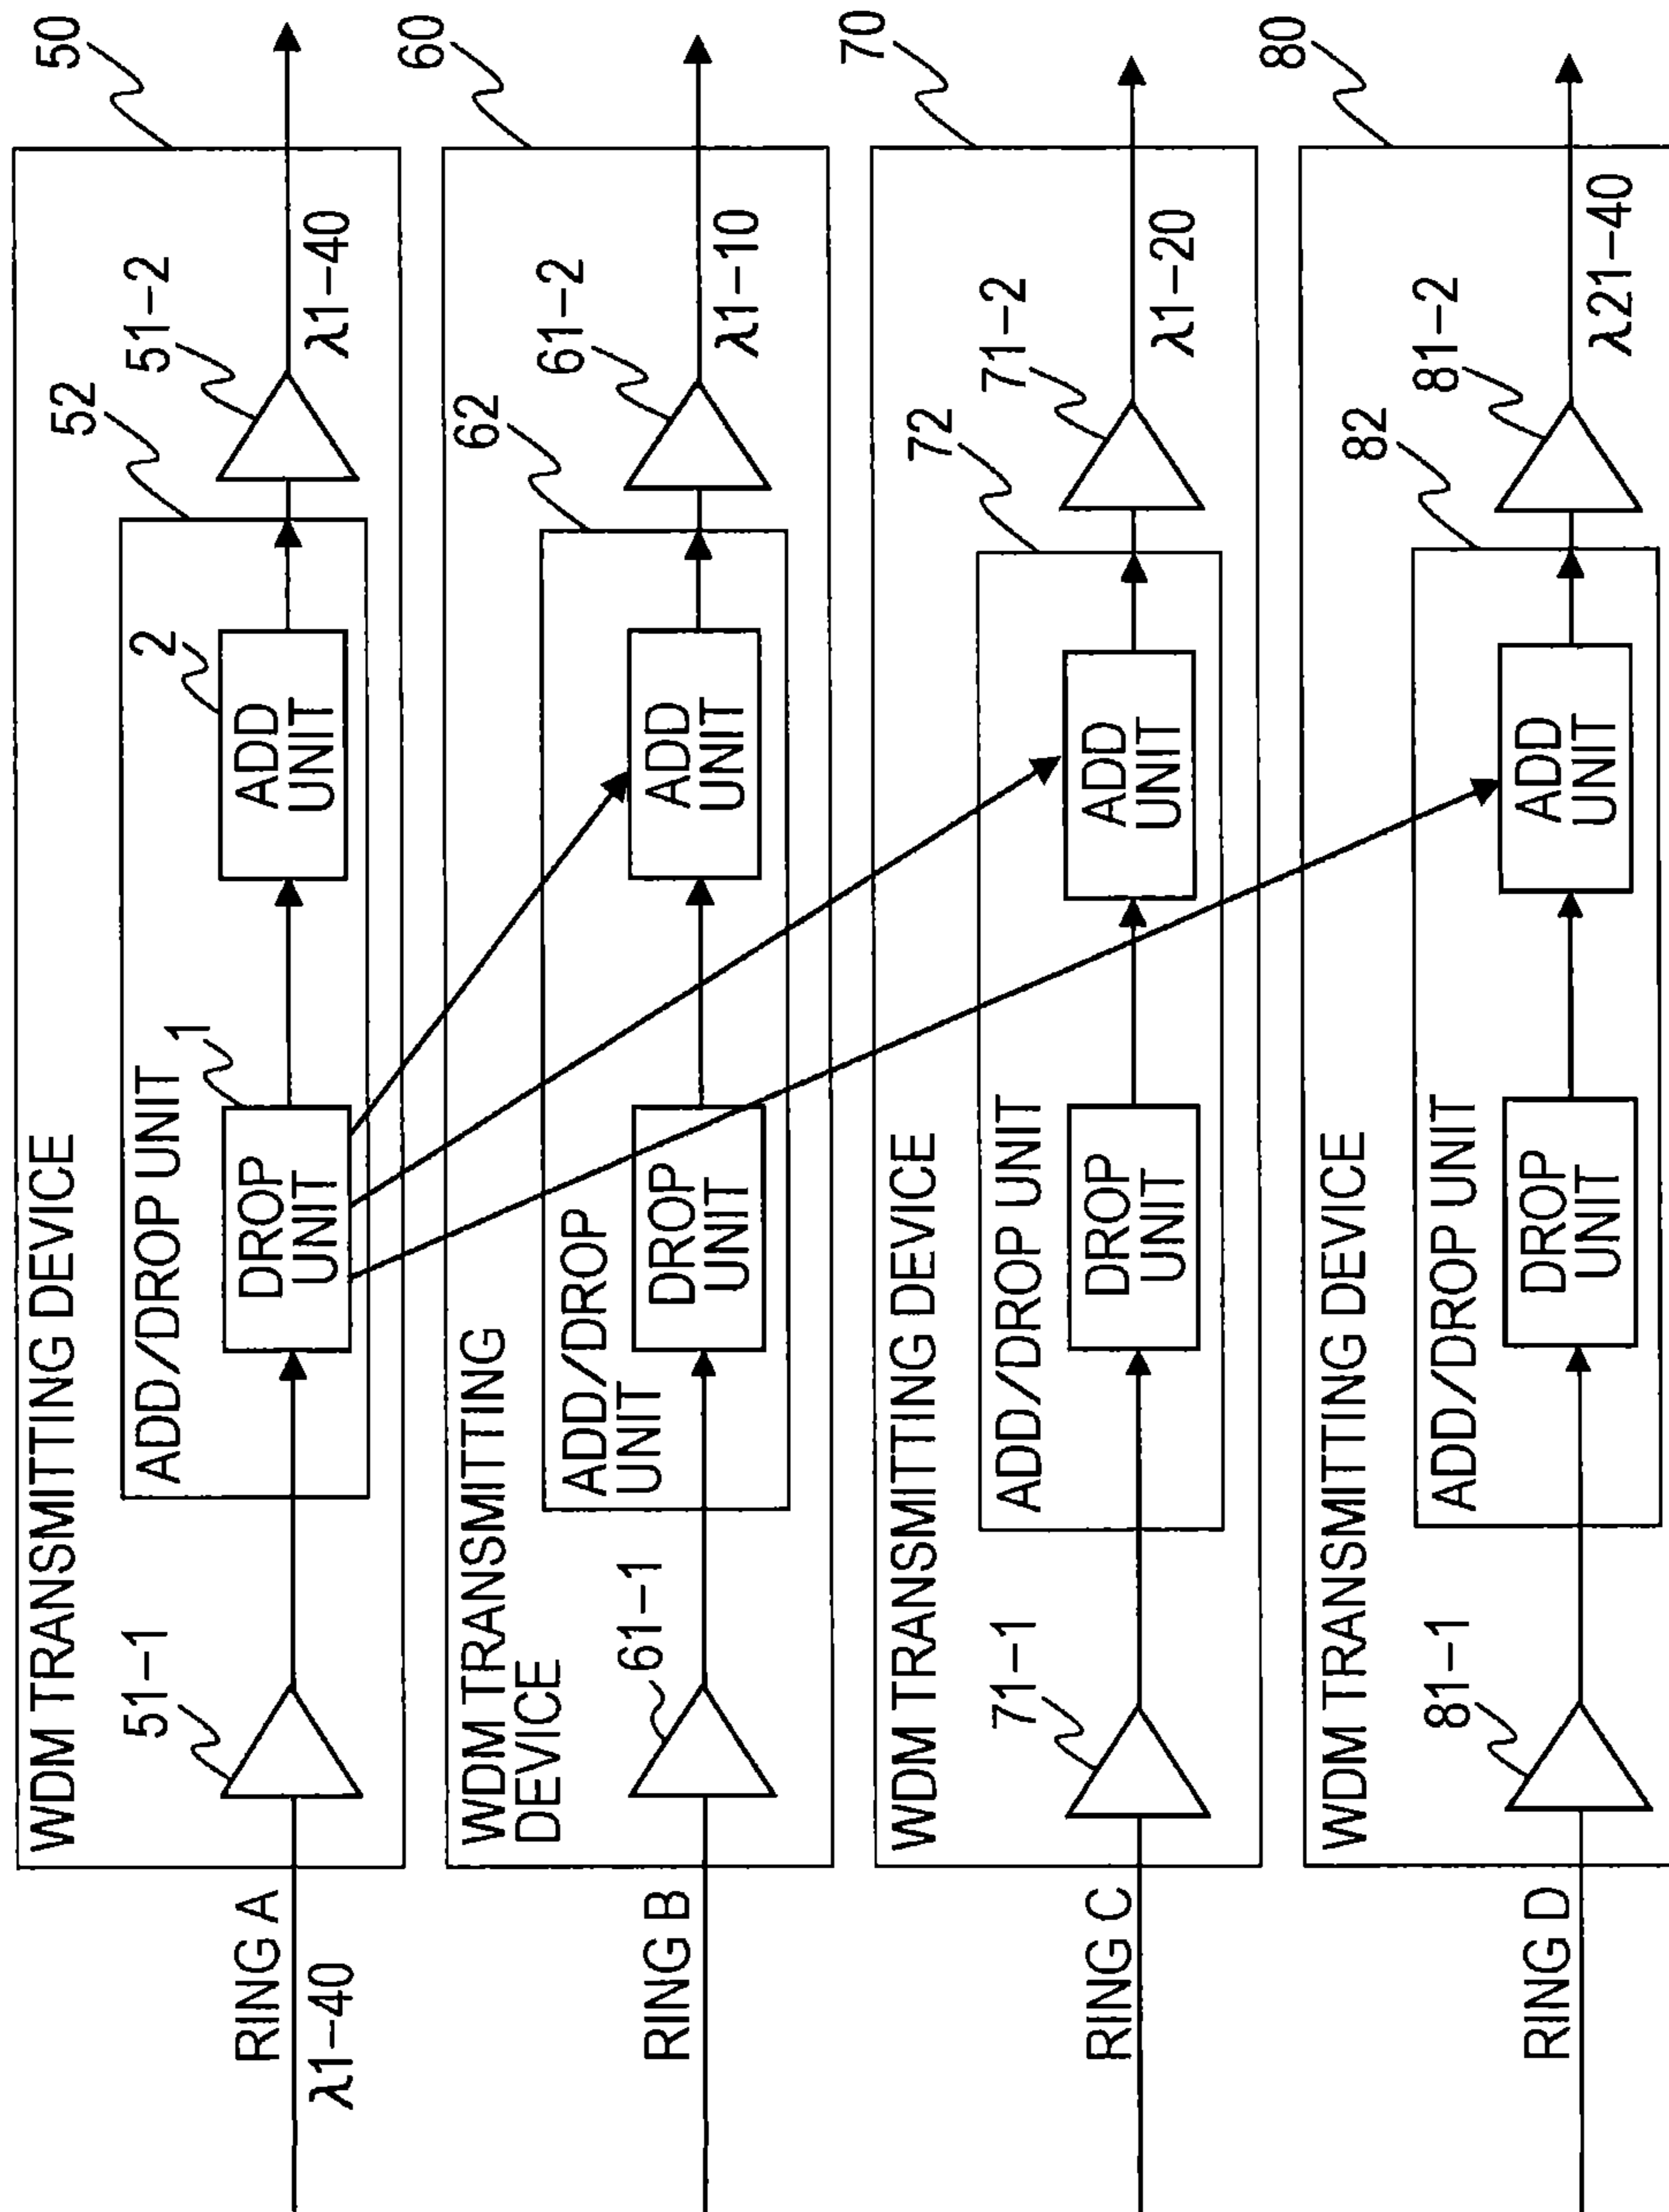 50
WDM TRANSMITTING DEVICE
RING A
λ1-40
51-1
ADD/DROP UNIT
52
DROP
UNIT
1
ADD
UNIT
2
51-2
λ1-40
60
WDM TRANSMITTING
DEVICE
RING B
61-1
ADD/DROP
UNIT
62
DROP
UNIT
ADD
UNIT
61-2
λ1-10
70
WDM TRANSMITTING DEVICE
RING C
71-1
ADD/DROP UNIT
72
DROP
UNIT
ADD
UNIT
71-2
λ1-20
80
WDM TRANSMITTING DEVICE
RING D
81-1
ADD/DROP UNIT
82
DROP
UNIT
ADD
UNIT
81-2
λ21-40